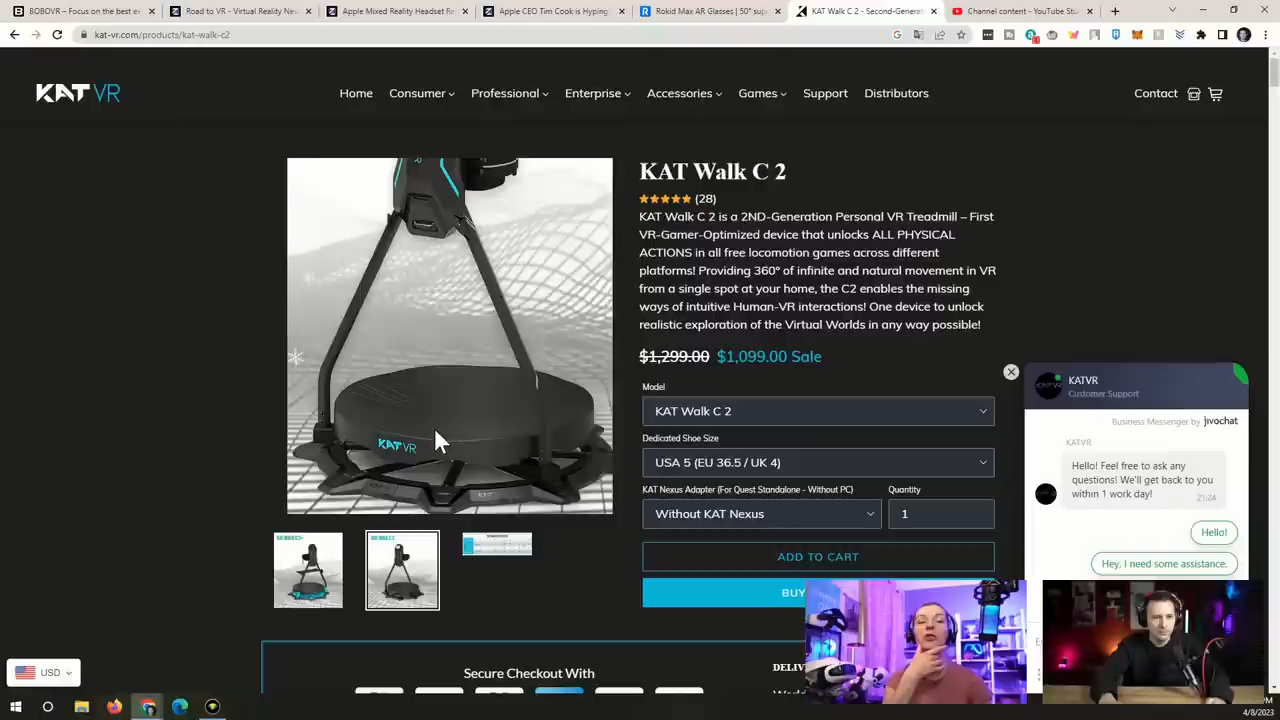 BOBOVR – Focus on the best ex
Road to VR - Virtual Reality New
Apple Mixed Reality Headset Re
Apple CEO Tim Cook is Hyping
Rokid Max AR Glasses | 50° supe
KAT Walk C 2 - Second-Generat
Channel content - YouTube Stu
kat-vr.com/products/kat-walk-c2
KAT VR
Home
Consumer
Professional
Enterprise
Accessories
Games
Support
Distributors
Contact
KAT Walk C 2
(28)
KAT Walk C 2 is a 2ND-Generation Personal VR Treadmill – First
VR-Gamer-Optimized device that unlocks ALL PHYSICAL
ACTIONS in all free locomotion games across different
platforms! Providing 360° of infinite and natural movement in VR
from a single spot at your home, the C2 enables the missing
ways of intuitive Human-VR interactions! One device to unlock
realistic exploration of the Virtual Worlds in any way possible!
$1,299.00 $1,099.00 Sale
Model
KAT Walk C 2
Dedicated Shoe Size
USA 5 (EU 36.5 / UK 4)
KAT Nexus Adapter (For Quest Standalone - Without PC)
Quantity
Without KAT Nexus
1
ADD TO CART
BUY
KAT VR
KAT
KATVR
Customer Support
Business Messenger by jivochat
KATVR
Hello! Feel free to ask any
questions! We'll get back to you
within 1 work day!
21:24
Hello!
Hey, I need some assistance.
Secure Checkout With
USD
4/8/2023